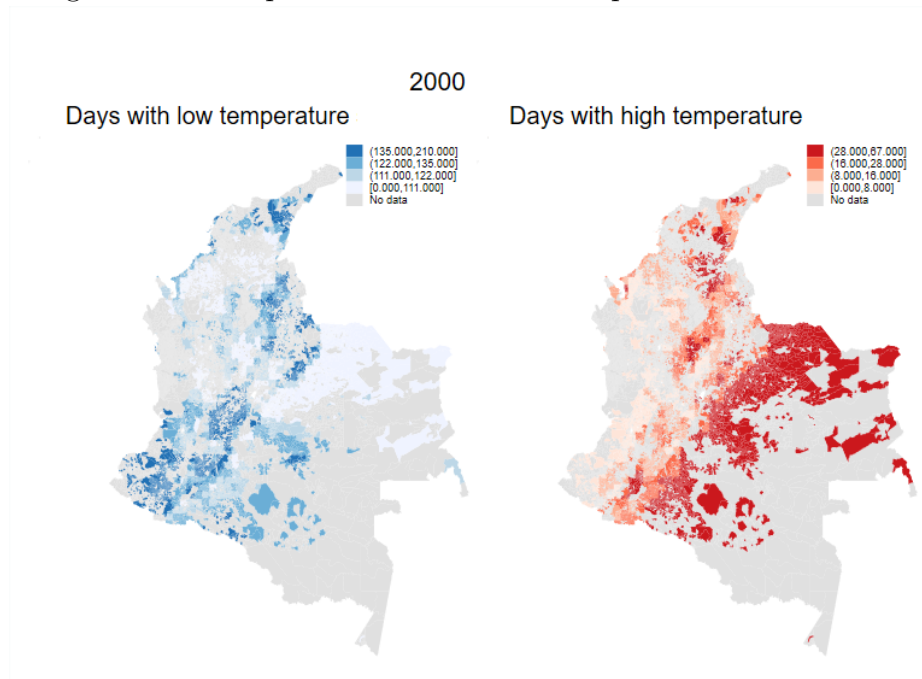 2000
Days with low temperature
(135.000,210.000]
(122.000,135.000]
(111.000,122.000]
[0.000,111.000]
No data
Days with high temperature
(28.000,67.000]
(16.000,28.000]
(8.000,16.000]
[0.000,8.000]
No data